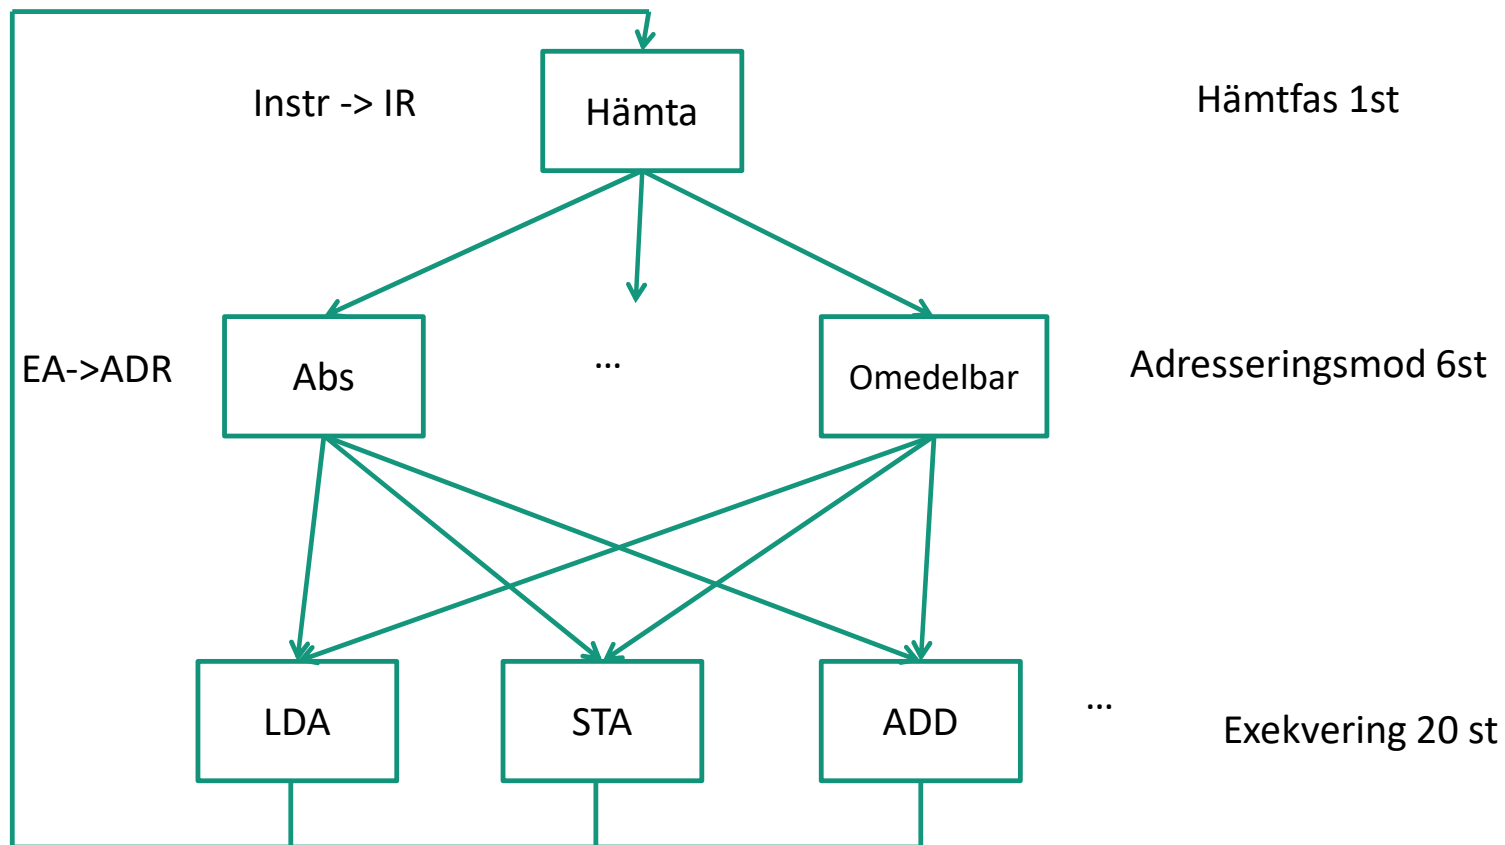 Instr -> IR
Hämta
Hämtfas 1st
EA->ADR
Abs
...
Omedelbar
Adresseringsmod 6st
LDA
STA
ADD
...
Exekvering 20 st